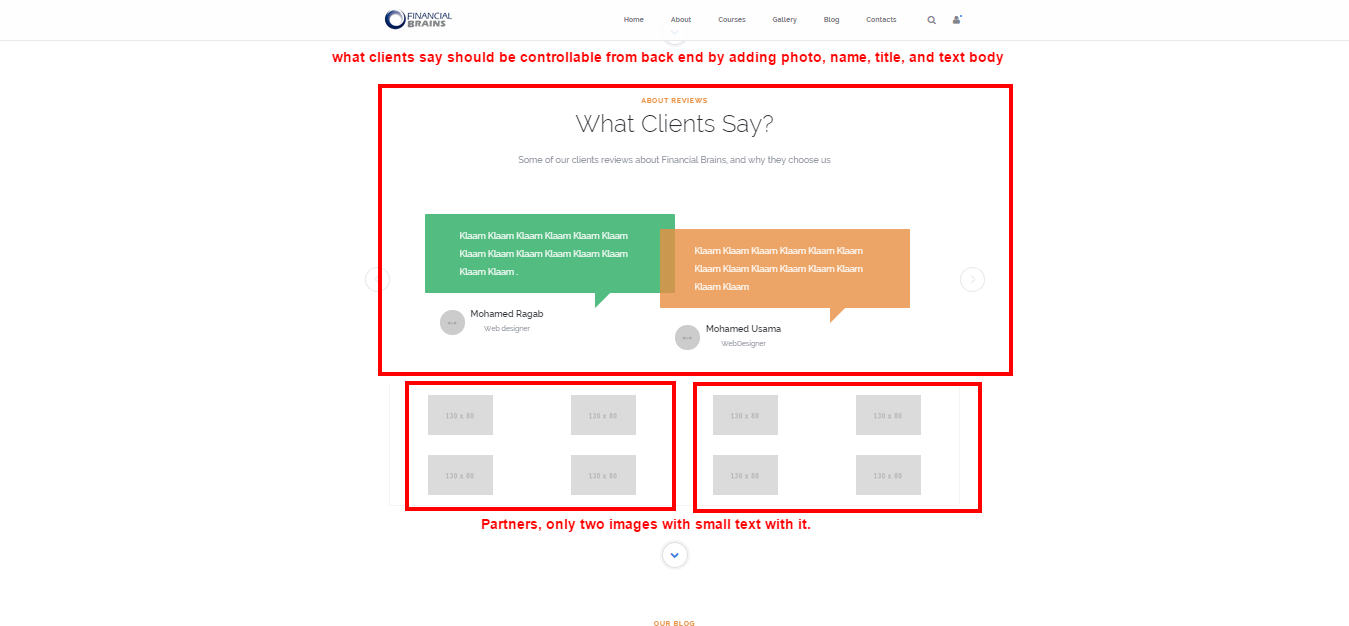 FINANCIAL
BRAINS
Home About Courses Gallery Blog Contacts
what clients say should be controllable from back end by adding photo, name, title, and text body
ABOUT REVIEWS
What Clients Say?
Some of our clients reviews about Financial Brains, and why they choose us
Klaam Klaam Klaam Klaam Klaam Klaam
Klaam Klaam Klaam Klaam Klaam Klaam
Klaam Klaam .
Mohamed Ragab
Web designer
Klaam Klaam Klaam Klaam Klaam Klaam
Klaam Klaam Klaam Klaam Klaam Klaam
Klaam Klaam
Mohamed Usama
WebDesigner
130 x 80 130 x 80 130 x 80 130 x 80
130 x 80 130 x 80 130 x 80 130 x 80
Partners, only two images with small text with it.
OUR BLOG